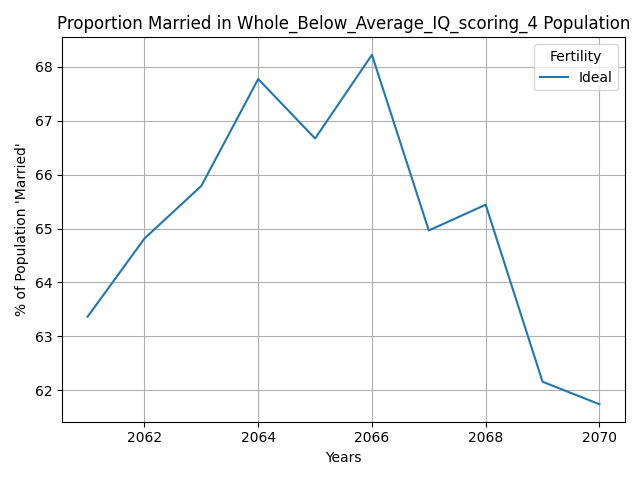 Proportion Married in Whole_Below_Average_IQ_scoring_4 Population
Fertility
Ideal
% of Population 'Married'
68
67
66
65
64
63
62
2062
2064
2066
2068
2070
Years